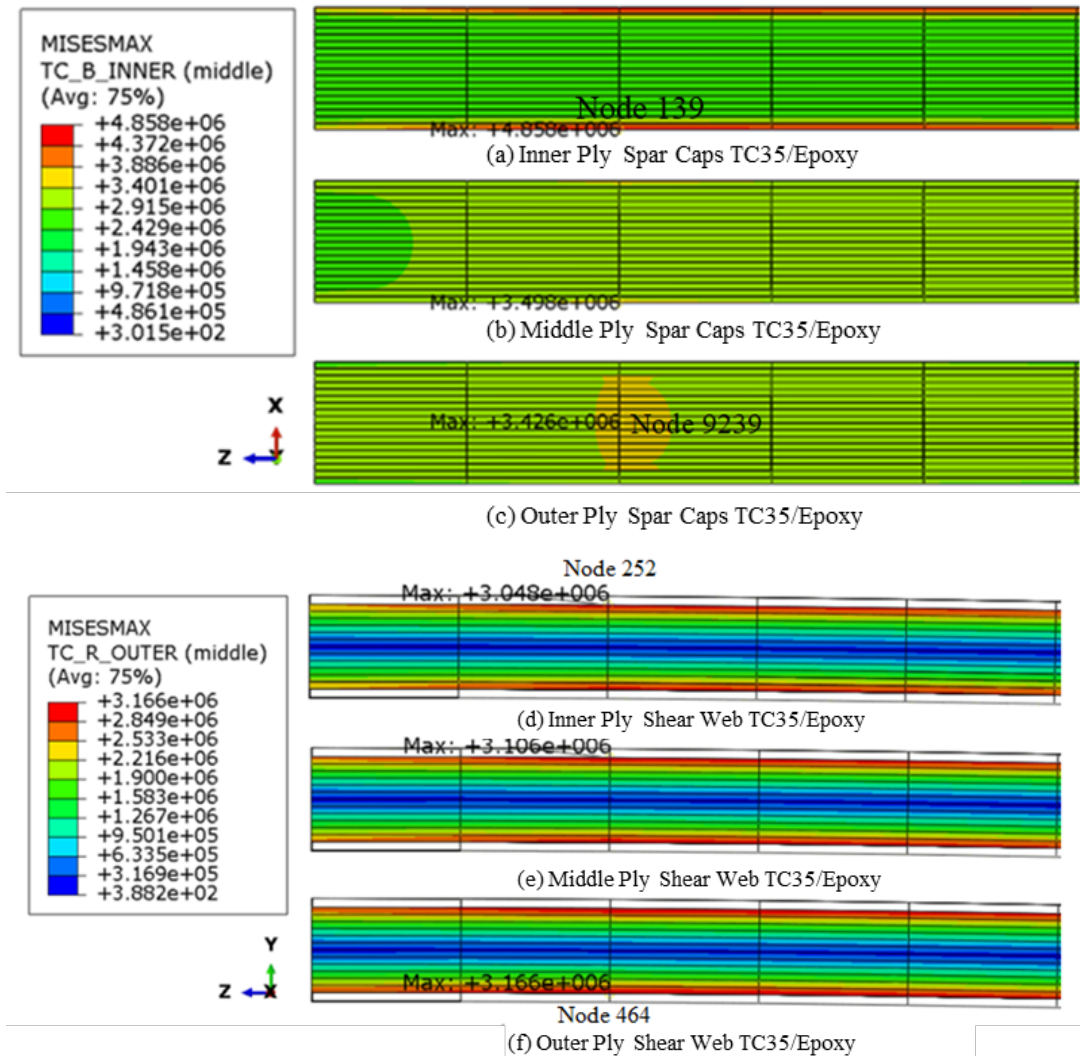 MISESMAX
TC_B_INNER (middle)
(Avg: 75%)
+4.858e+06
+4.372e+06
+3.886e+06
+3.401e+06
+2.915e+06
+2.429e+06
+1.943e+06
+1.458e+06
+9.718e+05
+4.861e+05
+3.015e+02
X
Z
Y
Node 139
Max: +4.858e+006
(a) Inner Ply Spar Caps TC35/Epoxy
Max: +3.498e+006
(b) Middle Ply Spar Caps TC35/Epoxy
Max: +3.426e+006 Node 9239
(c) Outer Ply Spar Caps TC35/Epoxy
MISESMAX
TC_R_OUTER (middle)
(Avg: 75%)
+3.166e+06
+2.849e+06
+2.533e+06
+2.216e+06
+1.900e+06
+1.583e+06
+1.267e+06
+9.501e+05
+6.335e+05
+3.169e+05
+3.882e+02
Y
Z
X
Node 252
Max: +3.048e+006
(d) Inner Ply Shear Web TC35/Epoxy
Max: +3.106e+006
(e) Middle Ply Shear Web TC35/Epoxy
Max: +3.166e+006
Node 464
(f) Outer Ply Shear Web TC35/Epoxy